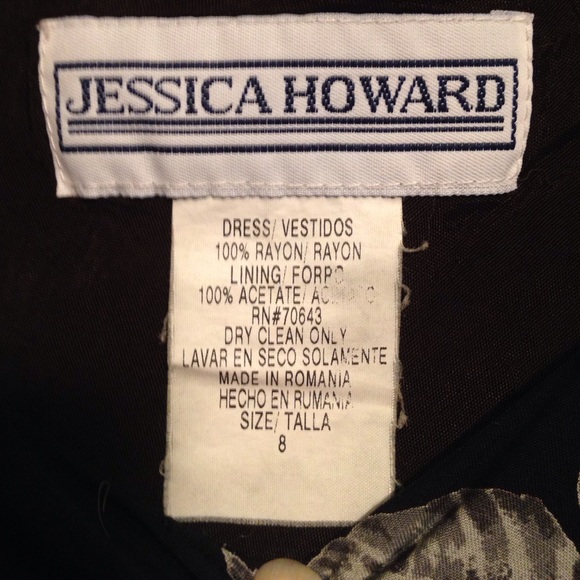 JESSICA HOWARD
DRESS/ VESTIDOS
100% RAYON/ RAYON
LINING/ FORRO
100% ACETATE/ ACETATO
RN#70643
DRY CLEAN ONLY
LAVAR EN SECO SOLAMENTE
MADE IN ROMANIA
HECHO EN RUMANIA
SIZE/ TALLA
8